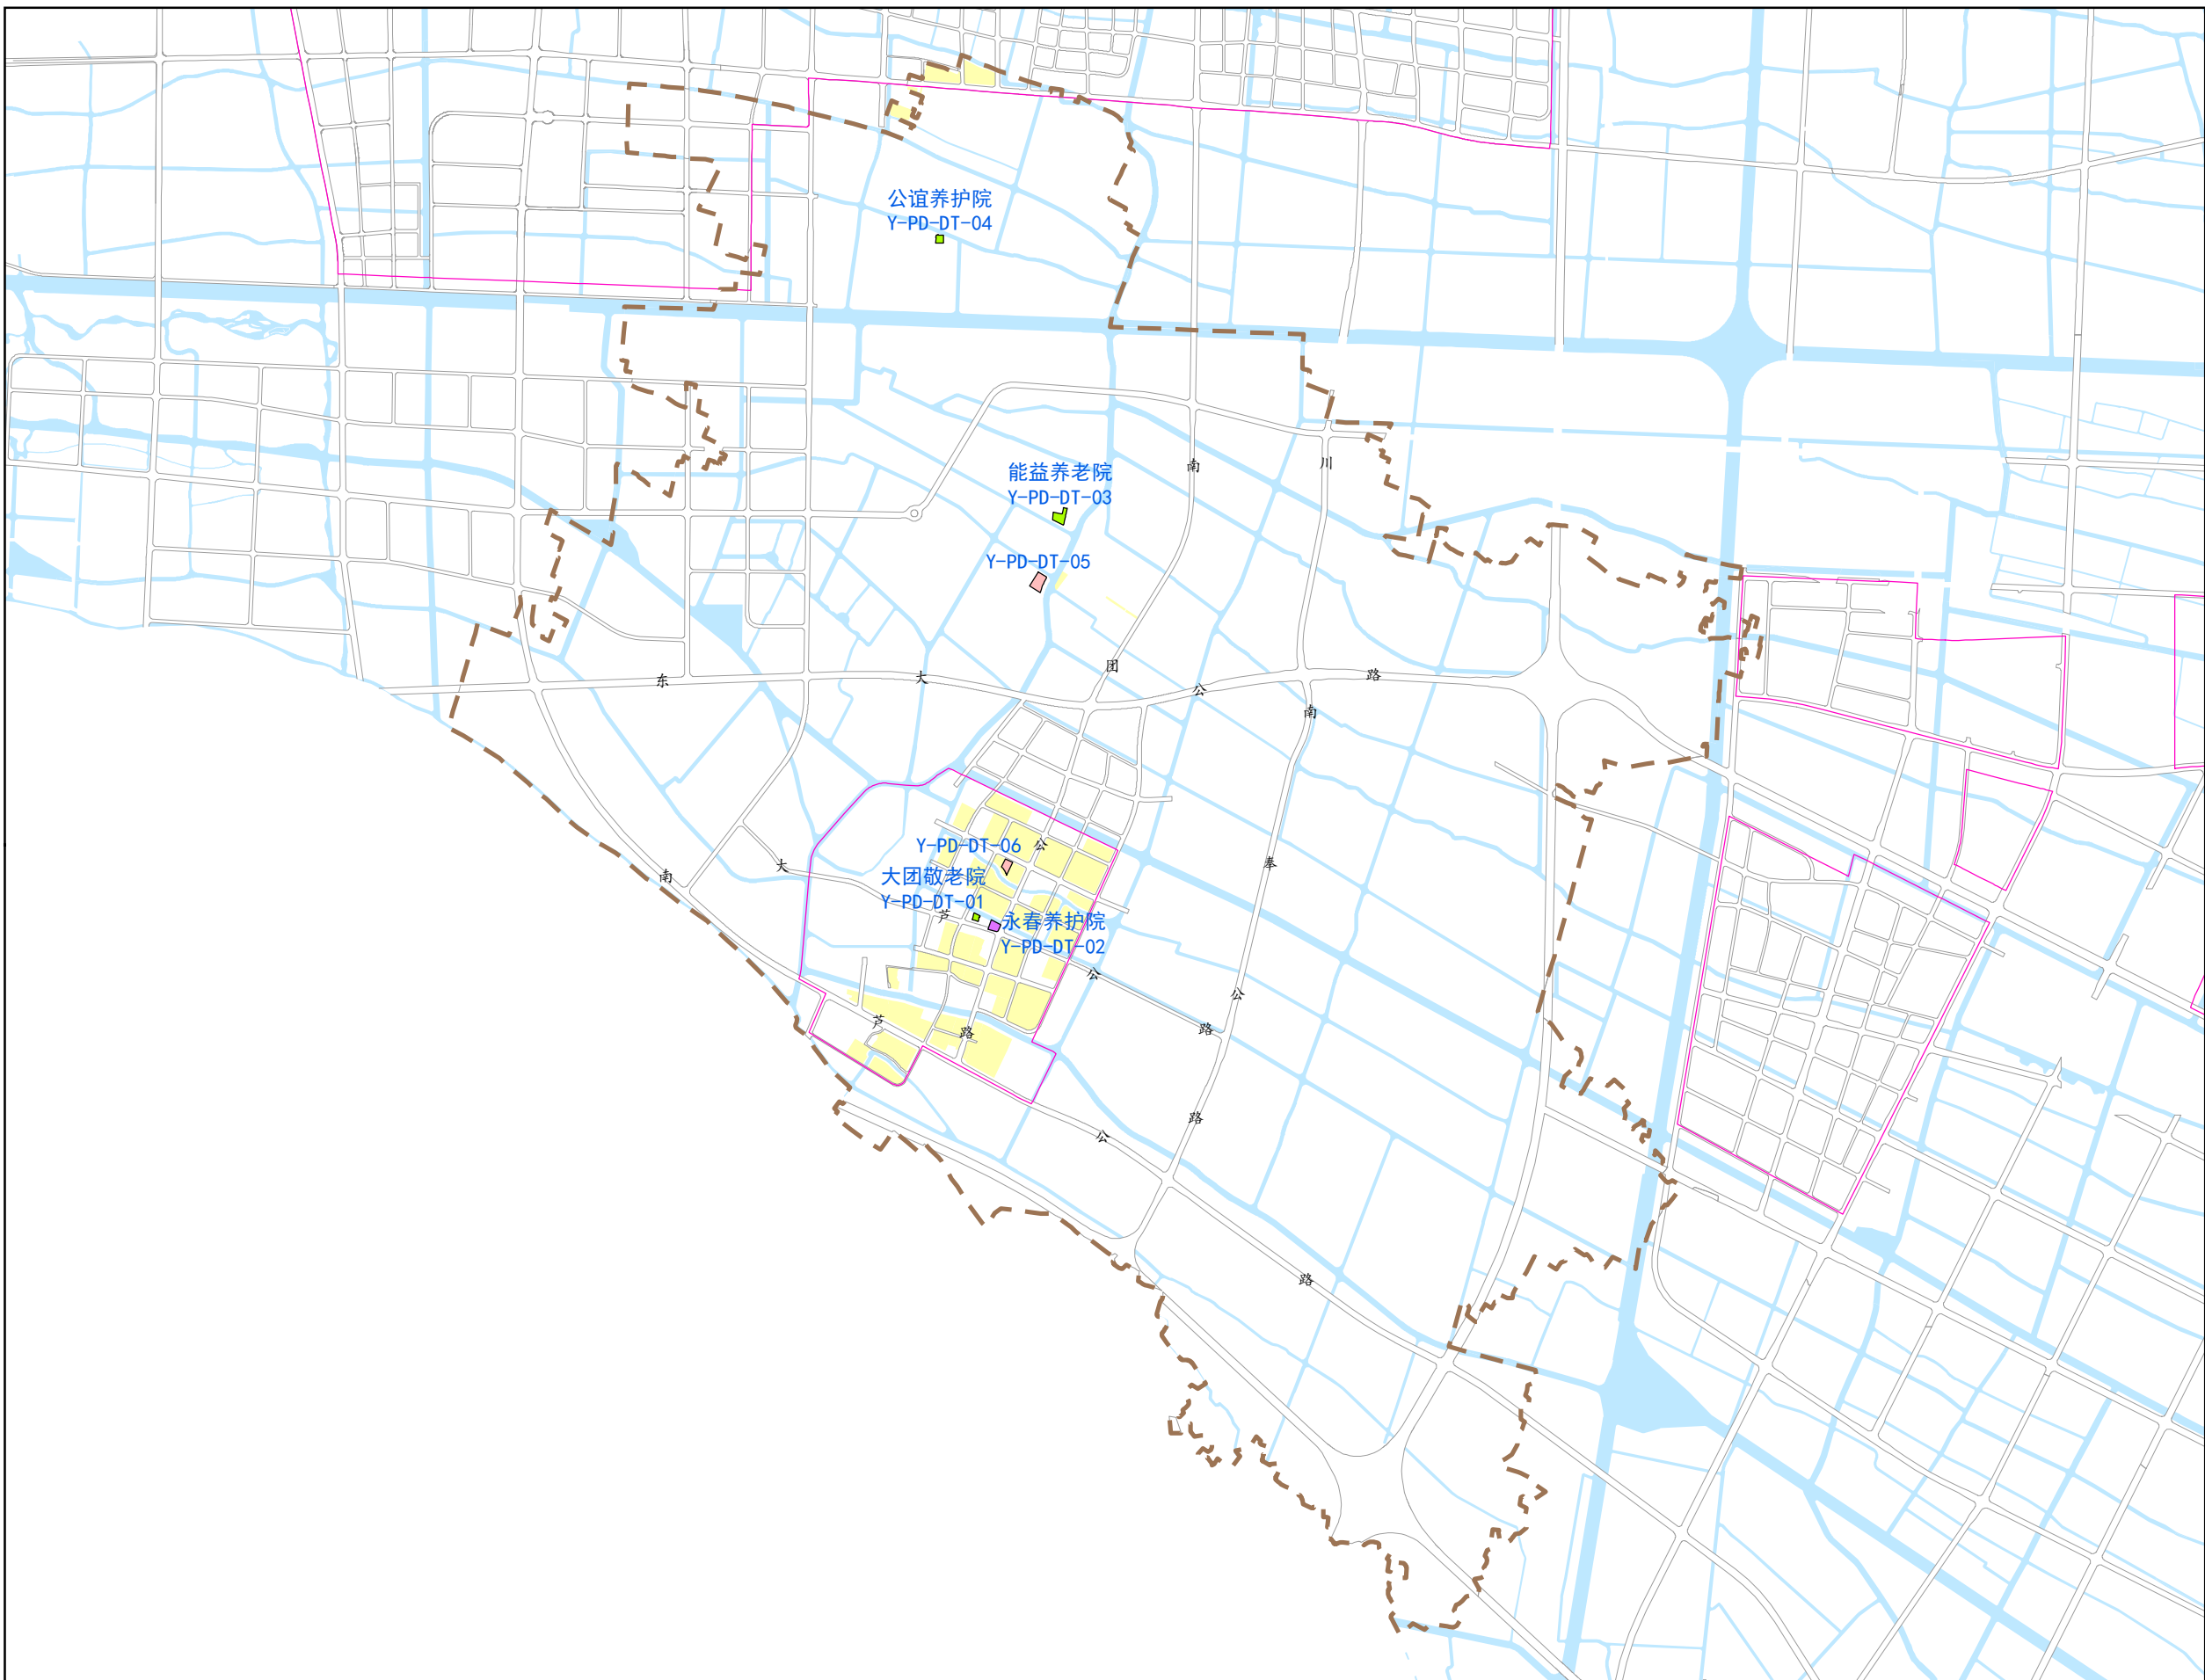 公谊养护院
Y-PD-DT-04
南
川
能益养老院
Y-PD-DT-03
Y-PD-DT-05
团
东
大
公
路
南
Y-PD-DT-06
公
奉
大
南
大团敬老院
Y-PD-DT-01
芦
永春养护院
Y-PD-DT-02
公
公
芦
路
路
路
公
路